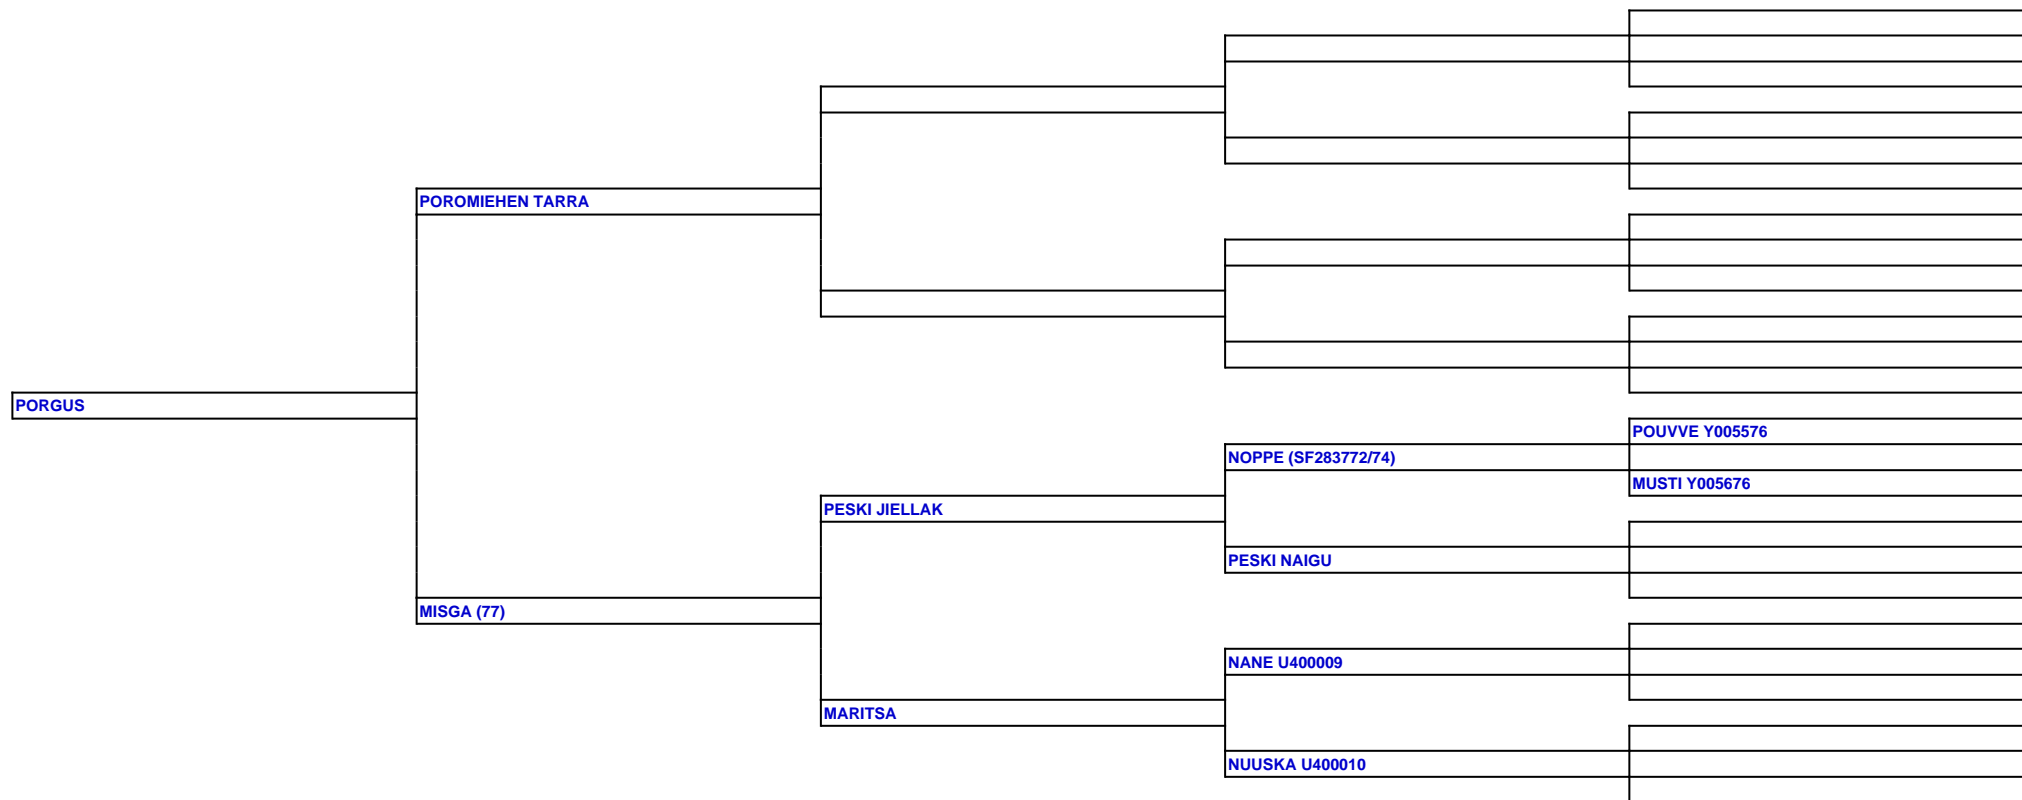 POROMIEHEN TARRA
PORGUS
POUVVE Y005576
NOPPE (SF283772/74)
MUSTI Y005676
PESKI JIELLAK
PESKI NAIGU
MISGA (77)
NANE U400009
MARITSA
NUUSKA U400010